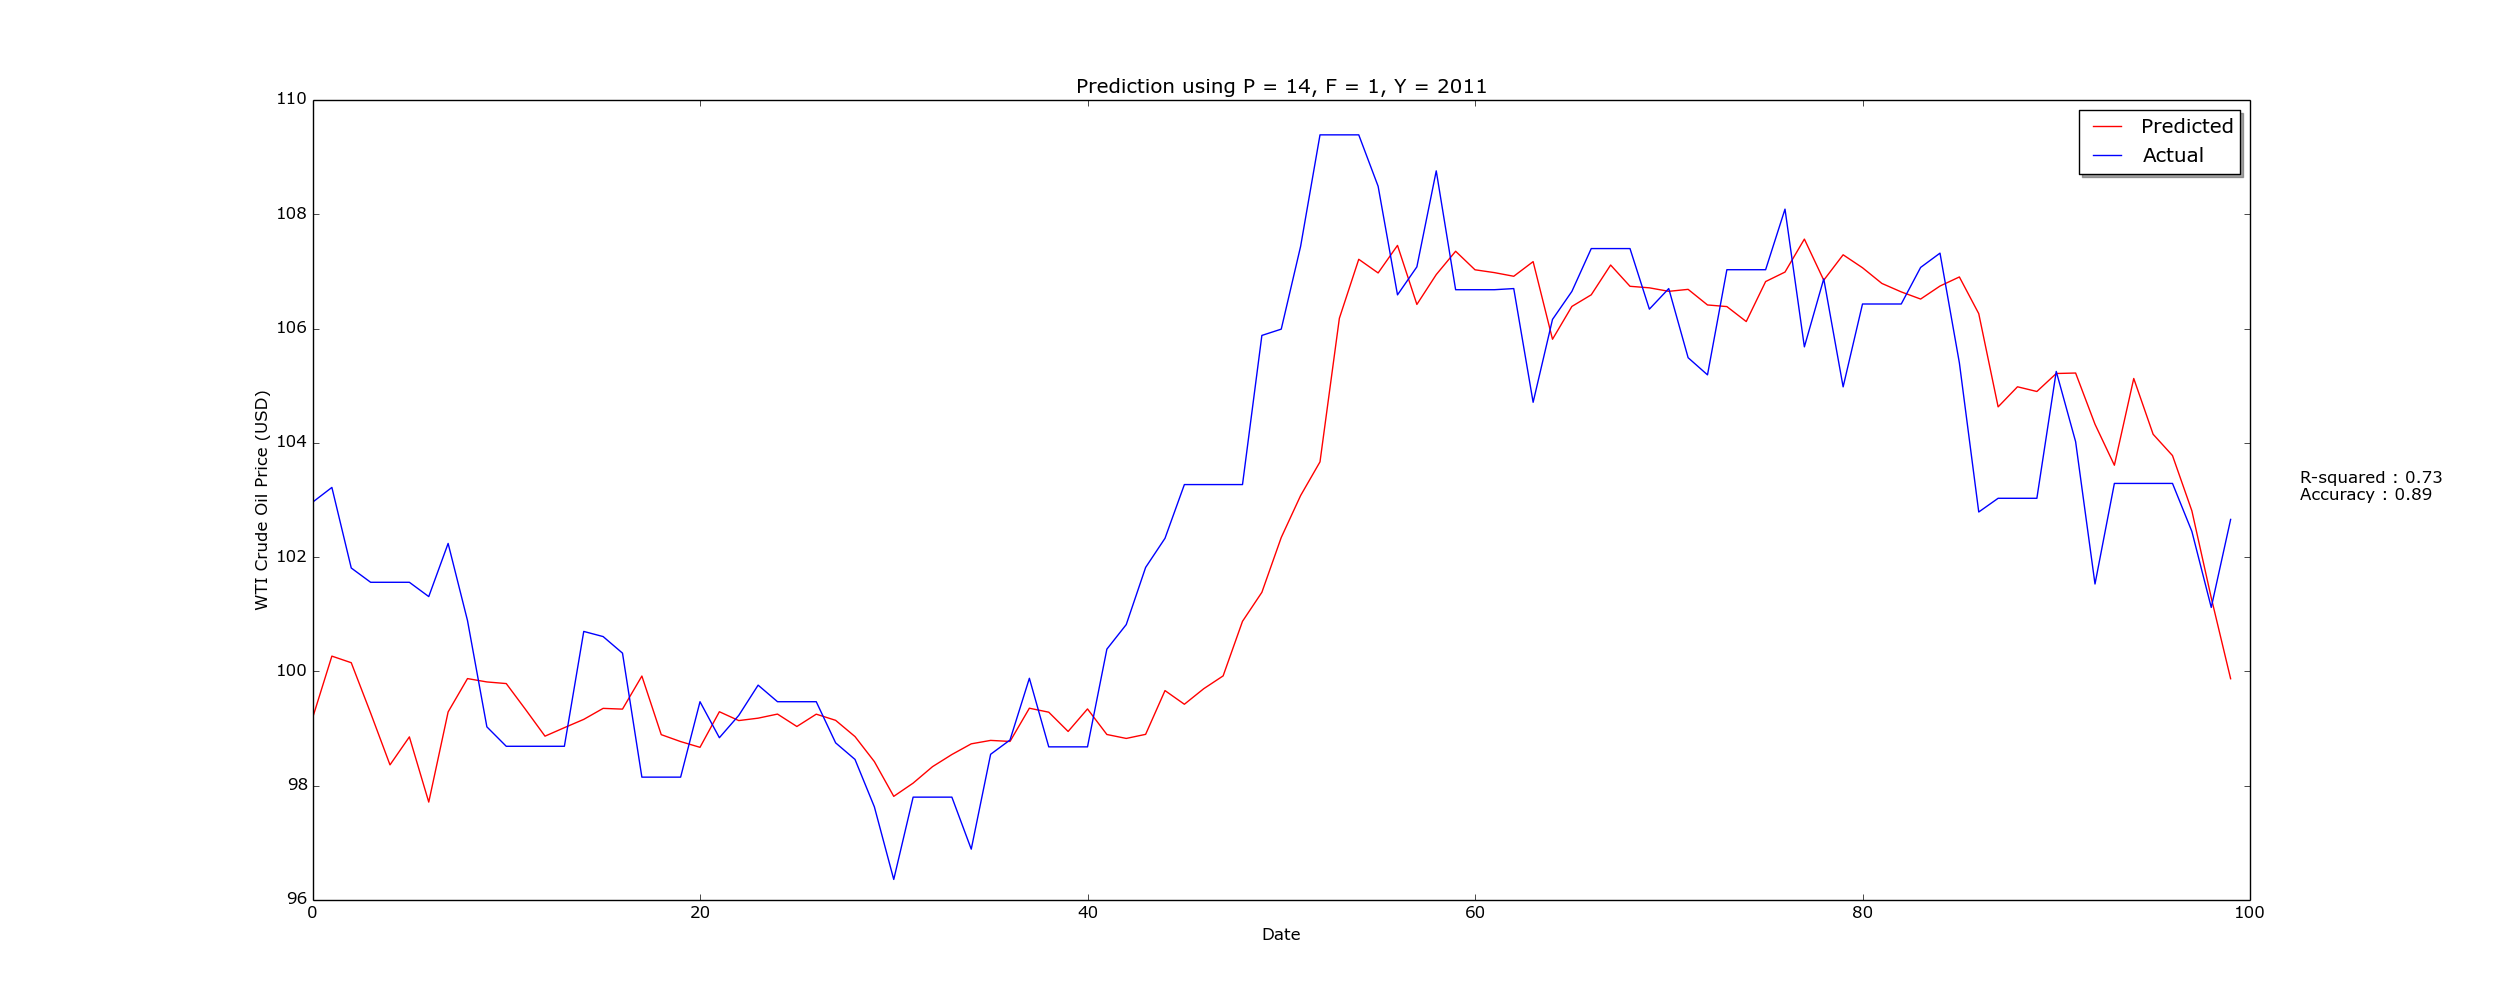 Prediction using P = 14, F = 1, Y = 2011
Predicted
Actual
110
108
106
104
102
100
98
96
WTI Crude Oil Price (USD)
0
20
40
60
80
100
Date
R-squared : 0.73
Accuracy : 0.89